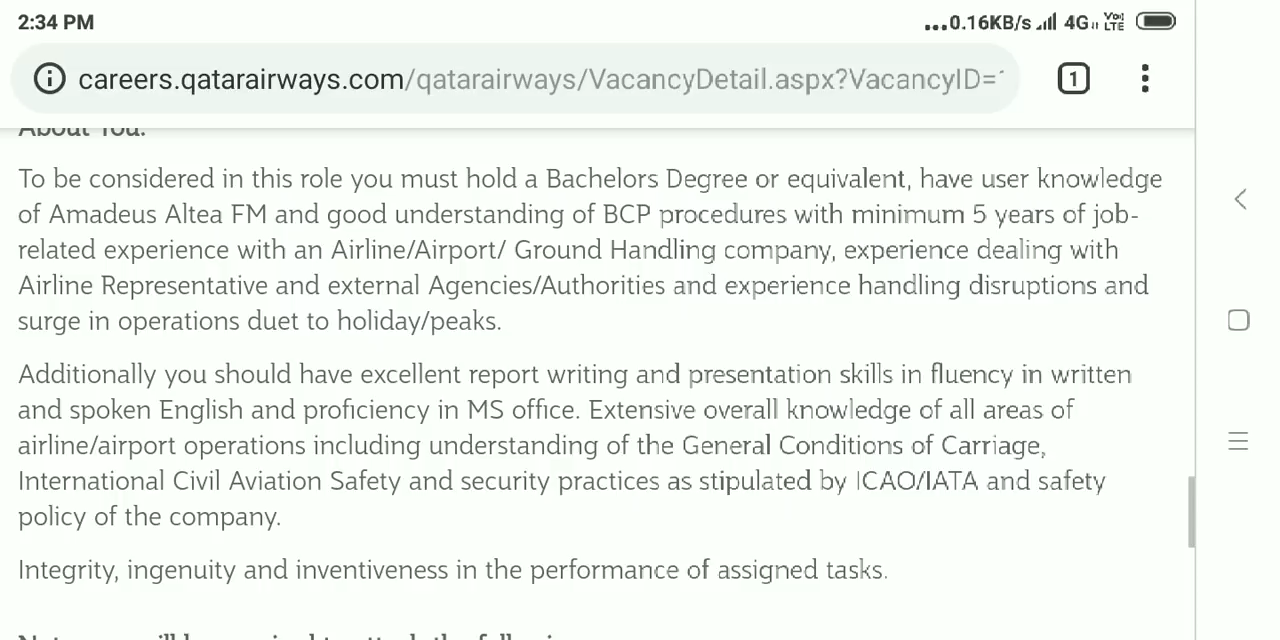 2:34 PM
...0.16KB/s 4G Vo) LTE
careers.qatarairways.com/qatarairways/VacancyDetail.aspx?VacancyID=
1
About You:
To be considered in this role you must hold a Bachelors Degree or equivalent, have user knowledge
of Amadeus Altea FM and good understanding of BCP procedures with minimum 5 years of job-
related experience with an Airline/Airport/ Ground Handling company, experience dealing with
Airline Representative and external Agencies/Authorities and experience handling disruptions and
surge in operations duet to holiday/peaks.
Additionally you should have excellent report writing and presentation skills in fluency in written
and spoken English and proficiency in MS office. Extensive overall knowledge of all areas of
airline/airport operations including understanding of the General Conditions of Carriage,
International Civil Aviation Safety and security practices as stipulated by ICAO/IATA and safety
policy of the company.
Integrity, ingenuity and inventiveness in the performance of assigned tasks.